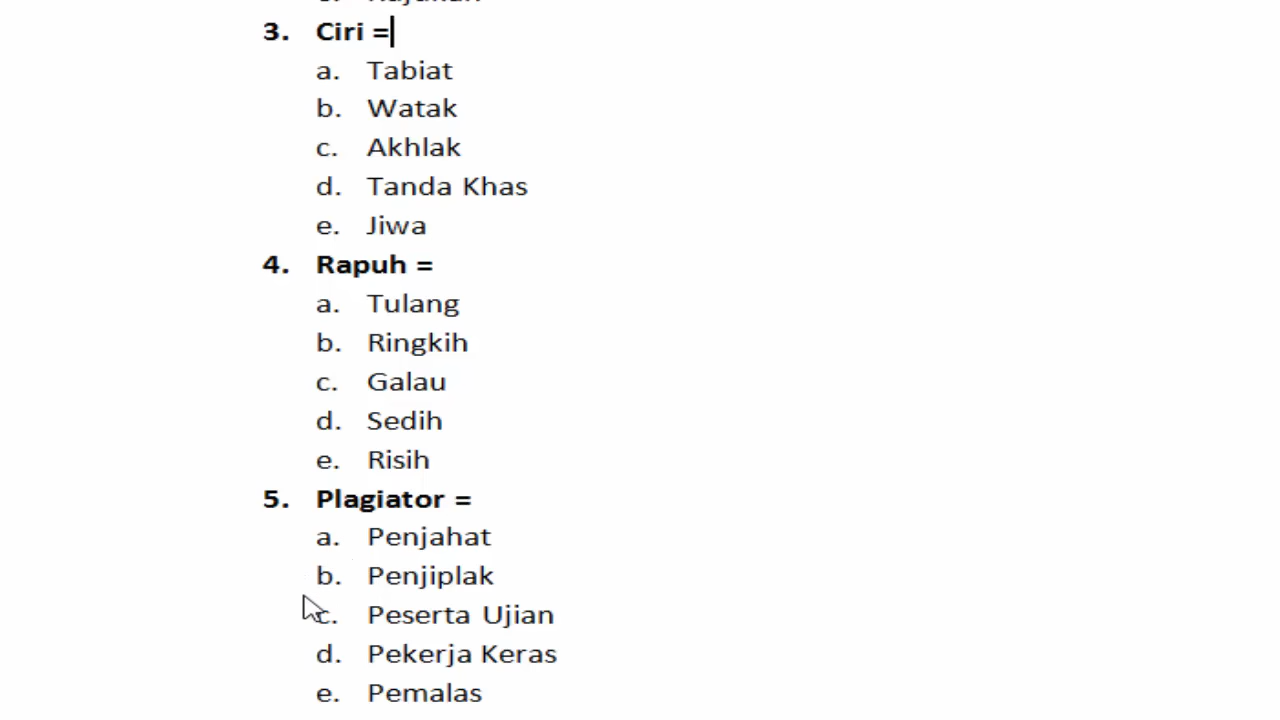 3. Ciri =
a. Tabiat
b. Watak
c. Akhlak
d. Tanda Khas
e. Jiwa
4. Rapuh =
a. Tulang
b. Ringkih
c. Galau
d. Sedih
e. Risih
5. Plagiator =
a. Penjahat
b. Penjiplak
c. Peserta Ujian
d. Pekerja Keras
e. Pemalas